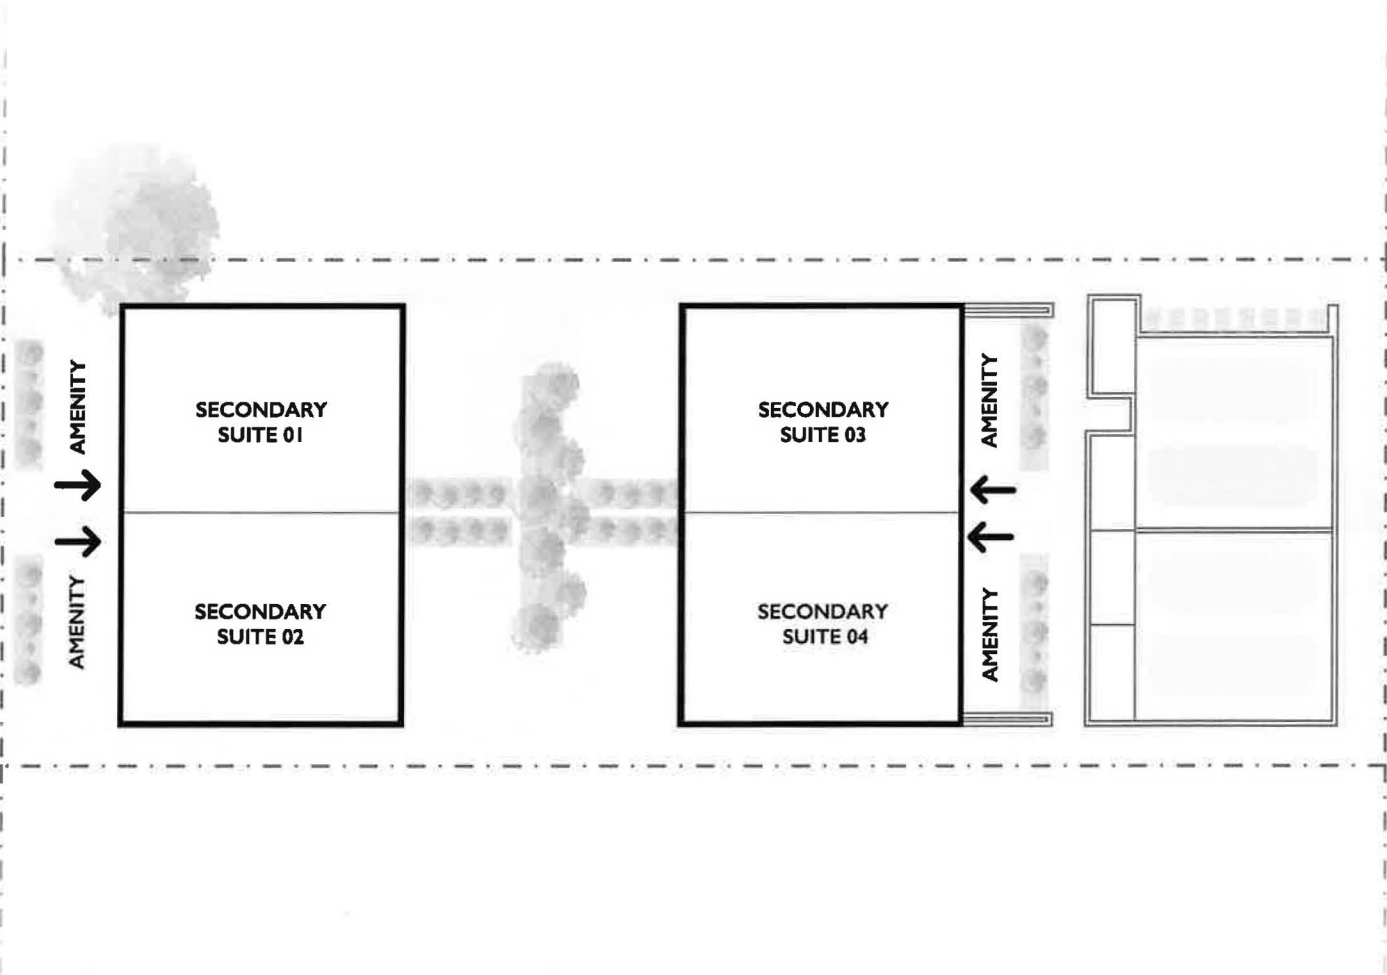 AMENITY
SECONDARY
SUITE 01
SECONDARY
SUITE 03
AMENITY
AMENITY
SECONDARY
SUITE 02
SECONDARY
SUITE 04
AMENITY